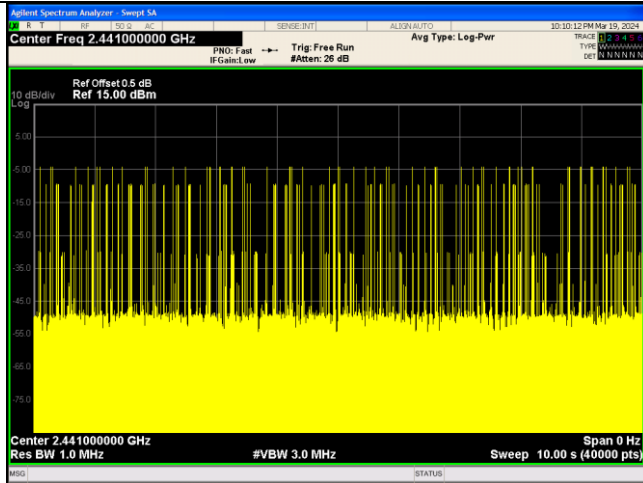 Agilent Spectrum Analyzer - Swept SA
R T RF 50 Ω AC SENSE:INT ALIGN AUTO 10:10:12 PM Mar 19, 2024
Center Freq 2.441000000 GHz Avg Type: Log-Pwr TRACE 1 2 3 4 5 6
PNO: Fast Trig: Free Run TYPE
IFGain:Low #Atten: 26 dB DET N N N N N N
Ref Offset 0.5 dB
10 dB/div Ref 15.00 dBm
Log
5.00
-5.00
-15.0
-25.0
-35.0
-45.0
-55.0
-65.0
-75.0
Center 2.441000000 GHz Span 0 Hz
Res BW 1.0 MHz #VBW 3.0 MHz Sweep 10.00 s (40000 pts)
MSG STATUS